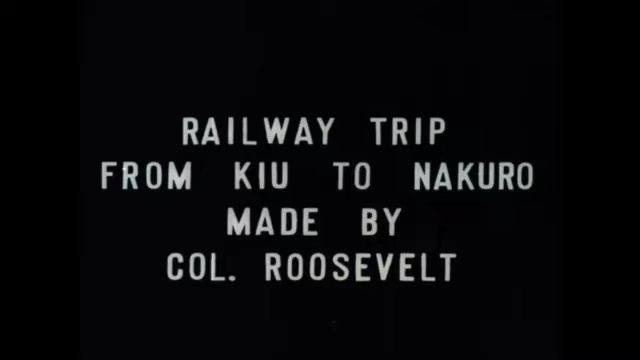 RAILWAY TRIP
FROM KIU TO NAKURO
MADE BY
COL. ROOSEVELT